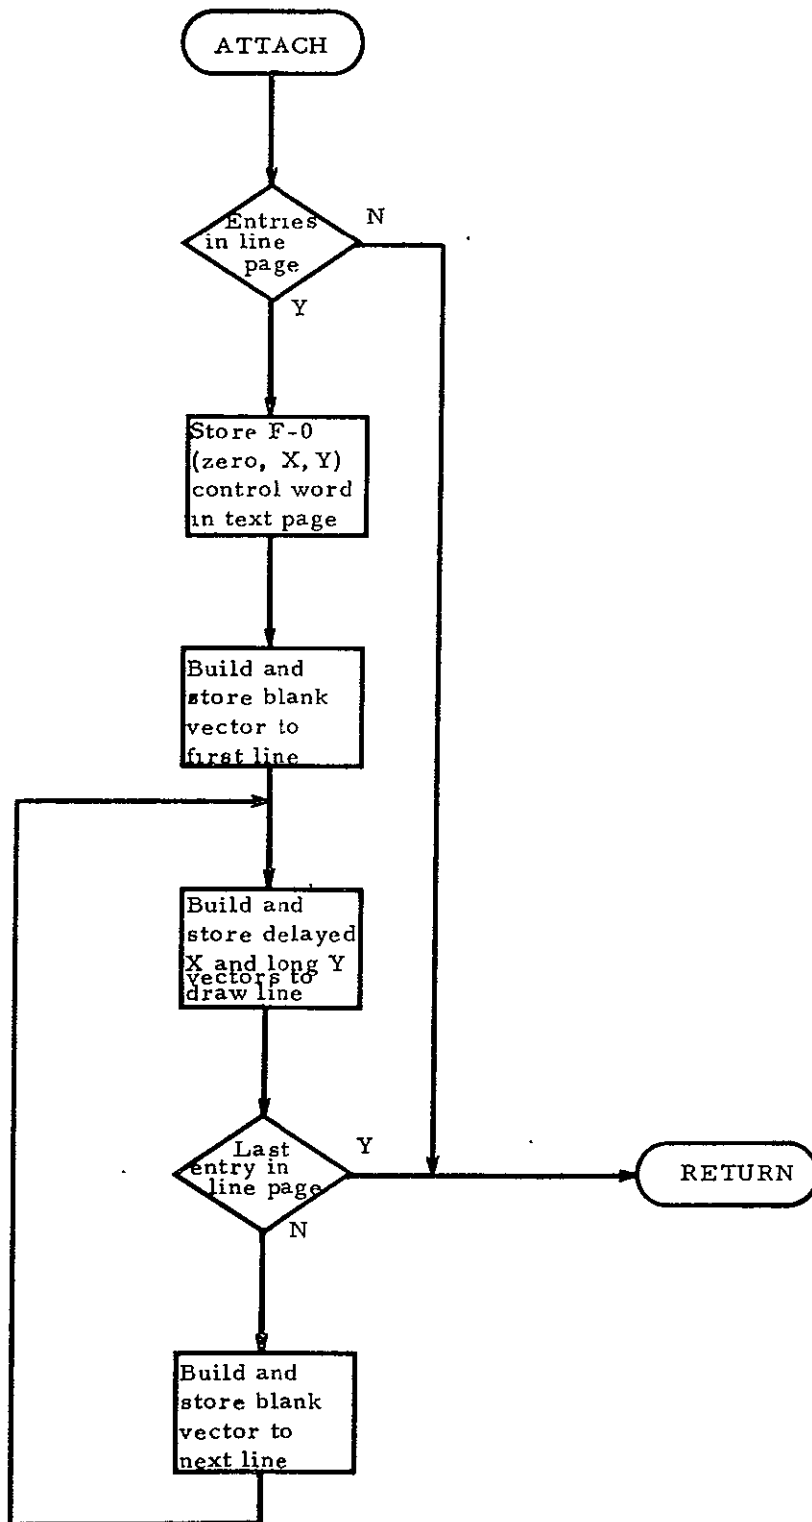 ATTACH
Entries
in line
page
N
Y
Store F-0
(zero, X, Y)
control word
in text page
Build and
store blank
vector to
first line
Build and
store delayed
X and long Y
vectors to
draw line
Last
entry in
line page
Y
RETURN
N
Build and
store blank
vector to
next line